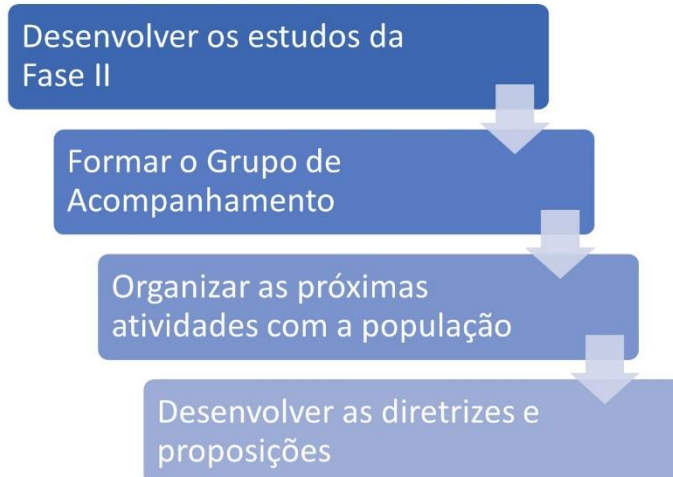 Desenvolver os estudos da
Fase II
Formar o Grupo de
Acompanhamento
Organizar as próximas
atividades com a população
Desenvolver as diretrizes e
proposições